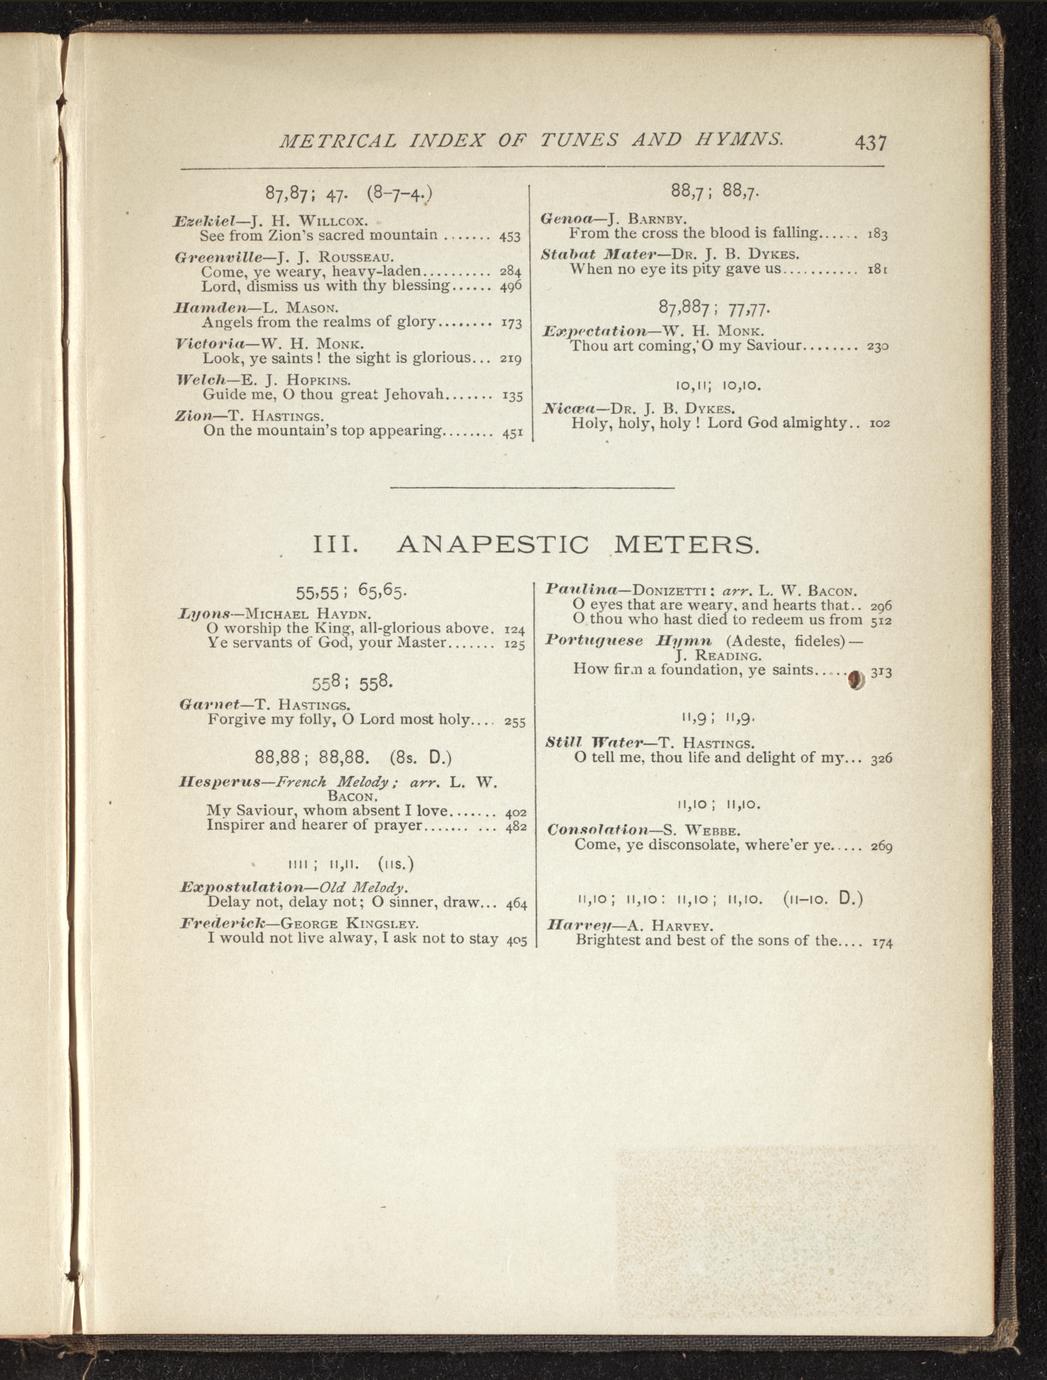 METRICAL INDEX OF TUNES AND HYMNS. 437
87,87; 47. (8-7-4.)
Ezekiel—J. H. WILLCOX.
See from Zion's sacred mountain ....... 453
Greenville—J. J. ROUSSEAU.
Come, ye weary, heavy-laden.......... 284
Lord, dismiss us with thy blessing...... 496
Hamden—L. MASON.
Angels from the realms of glory........ 173
Victoria—W. H. MONK.
Look, ye saints! the sight is glorious... 219
Welch—E. J. HOPKINS.
Guide me, O thou great Jehovah....... 135
Zion—T. HASTINGS.
On the mountain's top appearing........ 451
88,7; 88,7.
Genoa—J. BARNBY.
From the cross the blood is falling...... 183
Stabat Mater—DR. J. B. DYKES.
When no eye its pity gave us........... 181
87,887; 77,77.
Expectation—W. H. MONK.
Thou art coming, O my Saviour........ 230
10,11; 10,10.
Nicæa—DR. J. B. DYKES.
Holy, holy, holy! Lord God almighty.. 102
III. ANAPESTIC METERS.
55,55; 65,65.
Lyons—MICHAEL HAYDN.
O worship the King, all-glorious above. 124
Ye servants of God, your Master....... 125
558; 558.
Garnet—T. HASTINGS.
Forgive my folly, O Lord most holy.... 255
88,88; 88,88. (8s. D.)
Hesperus—French Melody; arr. L. W.
BACON.
My Saviour, whom absent I love....... 402
Inspirer and hearer of prayer....... ... 482
1111; 11,11. (11s.)
Expostulation—Old Melody.
Delay not, delay not; O sinner, draw... 464
Frederick—GEORGE KINGSLEY.
I would not live alway, I ask not to stay 405
Paulina—DONIZETTI: arr. L. W. BACON.
O eyes that are weary, and hearts that.. 296
O thou who hast died to redeem us from 512
Portuguese Hymn (Adeste, fideles)—
J. READING.
How firm a foundation, ye saints...... 313
11,9; 11,9.
Still Water—T. HASTINGS.
O tell me, thou life and delight of my... 326
11,10; 11,10.
Consolation—S. WEBBE.
Come, ye disconsolate, where'er ye..... 269
11,10; 11,10: 11,10; 11,10. (11-10. D.)
Harvey—A. HARVEY.
Brightest and best of the sons of the.... 174